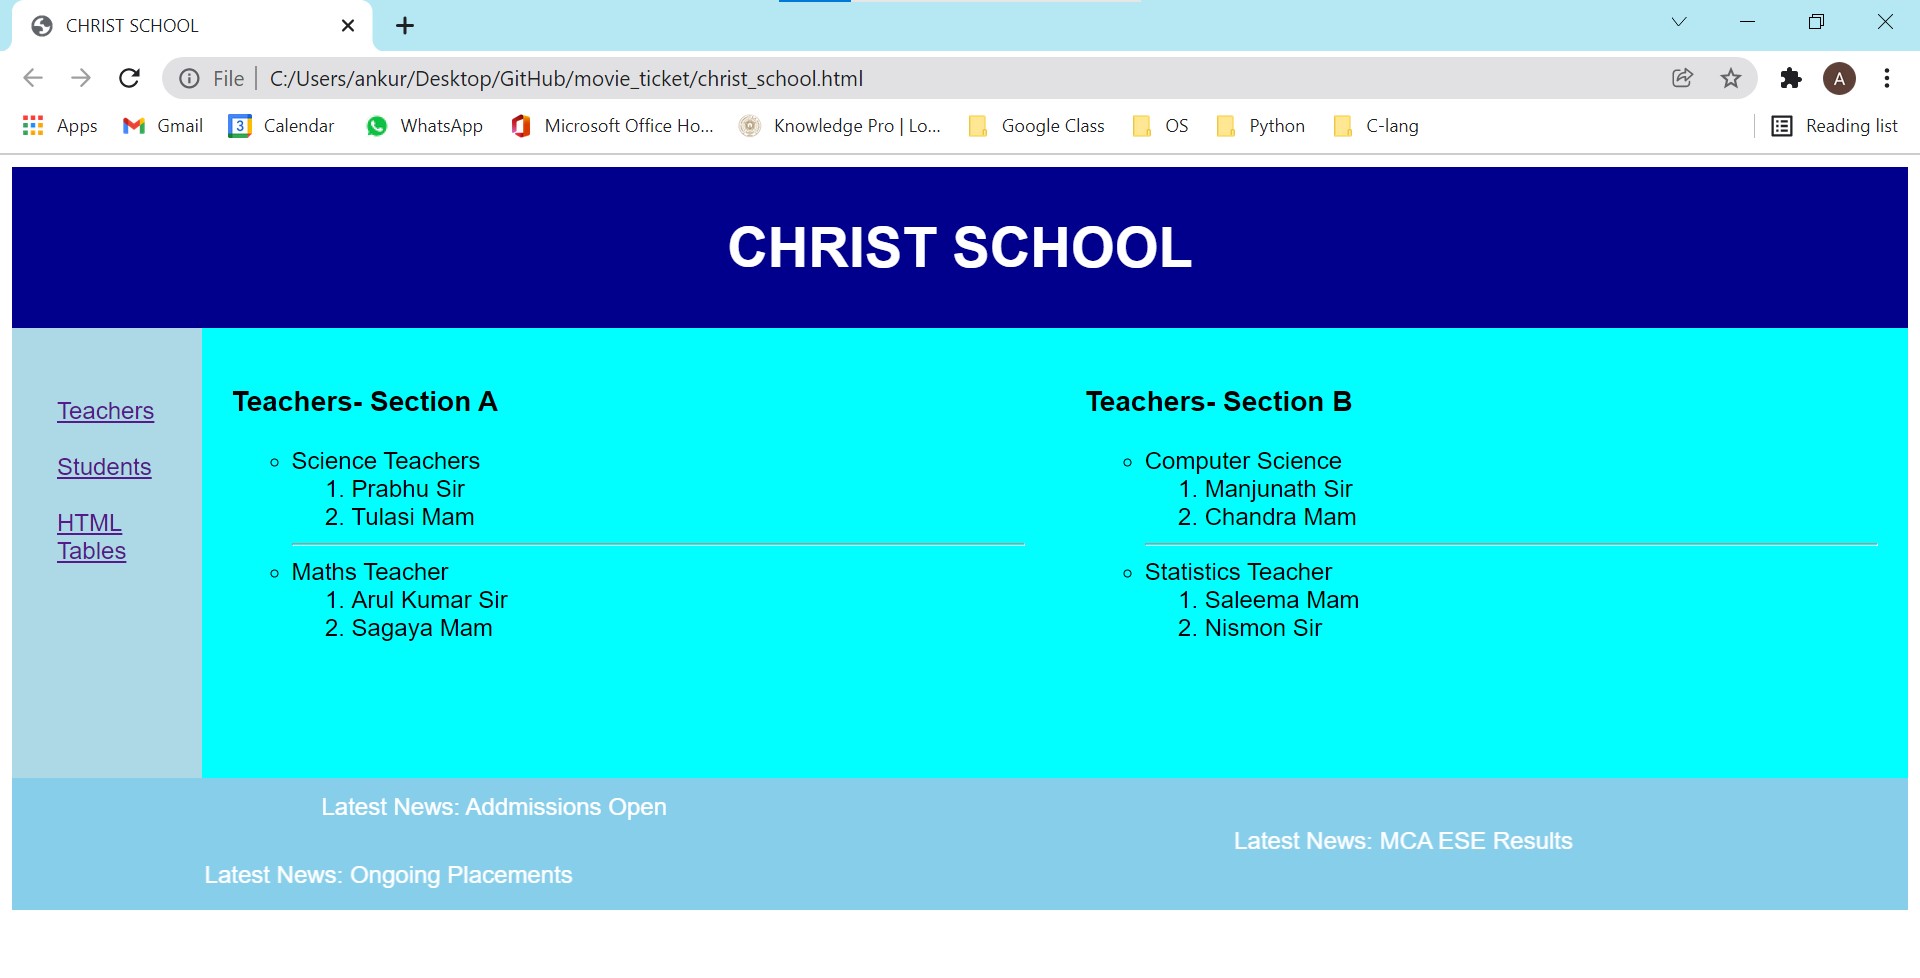 CHRIST SCHOOL
File C:/Users/ankur/Desktop/GitHub/movie_ticket/christ_school.html
A
Apps Gmail 3 Calendar WhatsApp Microsoft Office Ho... Knowledge Pro | Lo... Google Class OS Python C-lang Reading list
CHRIST SCHOOL
Teachers
Students
HTML
Tables
Teachers- Section A
Science Teachers
1. Prabhu Sir
2. Tulasi Mam
Maths Teacher
1. Arul Kumar Sir
2. Sagaya Mam
Teachers- Section B
Computer Science
1. Manjunath Sir
2. Chandra Mam
Statistics Teacher
1. Saleema Mam
2. Nismon Sir
Latest News: Addmissions Open
Latest News: MCA ESE Results
Latest News: Ongoing Placements